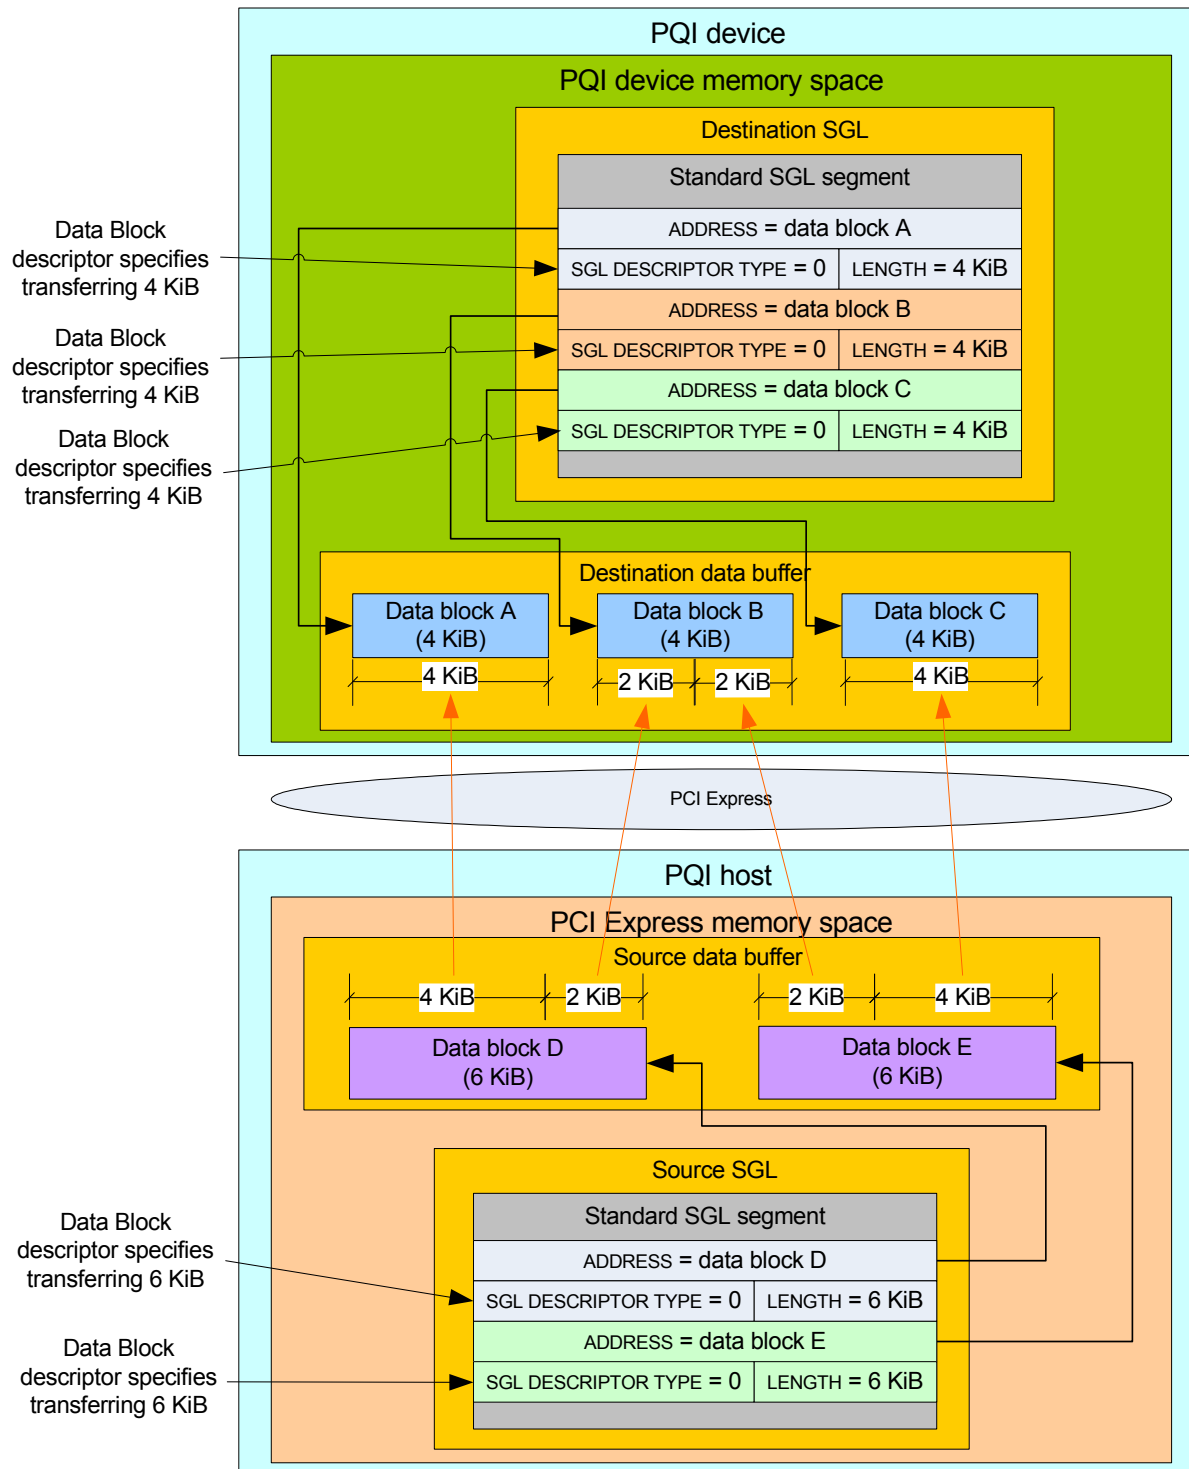 PQI device
PQI device memory space
Destination SGL
Standard SGL segment
ADDRESS = data block A
SGL DESCRIPTOR TYPE = 0
LENGTH = 4 KiB
ADDRESS = data block B
SGL DESCRIPTOR TYPE = 0
LENGTH = 4 KiB
ADDRESS = data block C
SGL DESCRIPTOR TYPE = 0
LENGTH = 4 KiB
Data Block
descriptor specifies
transferring 4 KiB
Data Block
descriptor specifies
transferring 4 KiB
Data Block
descriptor specifies
transferring 4 KiB
Destination data buffer
Data block A
(4 KiB)
Data block B
(4 KiB)
Data block C
(4 KiB)
4 KiB
2 KiB
2 KiB
4 KiB
PCI Express
PQI host
PCI Express memory space
Source data buffer
4 KiB
2 KiB
2 KiB
4 KiB
Data block D
(6 KiB)
Data block E
(6 KiB)
Source SGL
Standard SGL segment
ADDRESS = data block D
SGL DESCRIPTOR TYPE = 0
LENGTH = 6 KiB
ADDRESS = data block E
SGL DESCRIPTOR TYPE = 0
LENGTH = 6 KiB
Data Block
descriptor specifies
transferring 6 KiB
Data Block
descriptor specifies
transferring 6 KiB